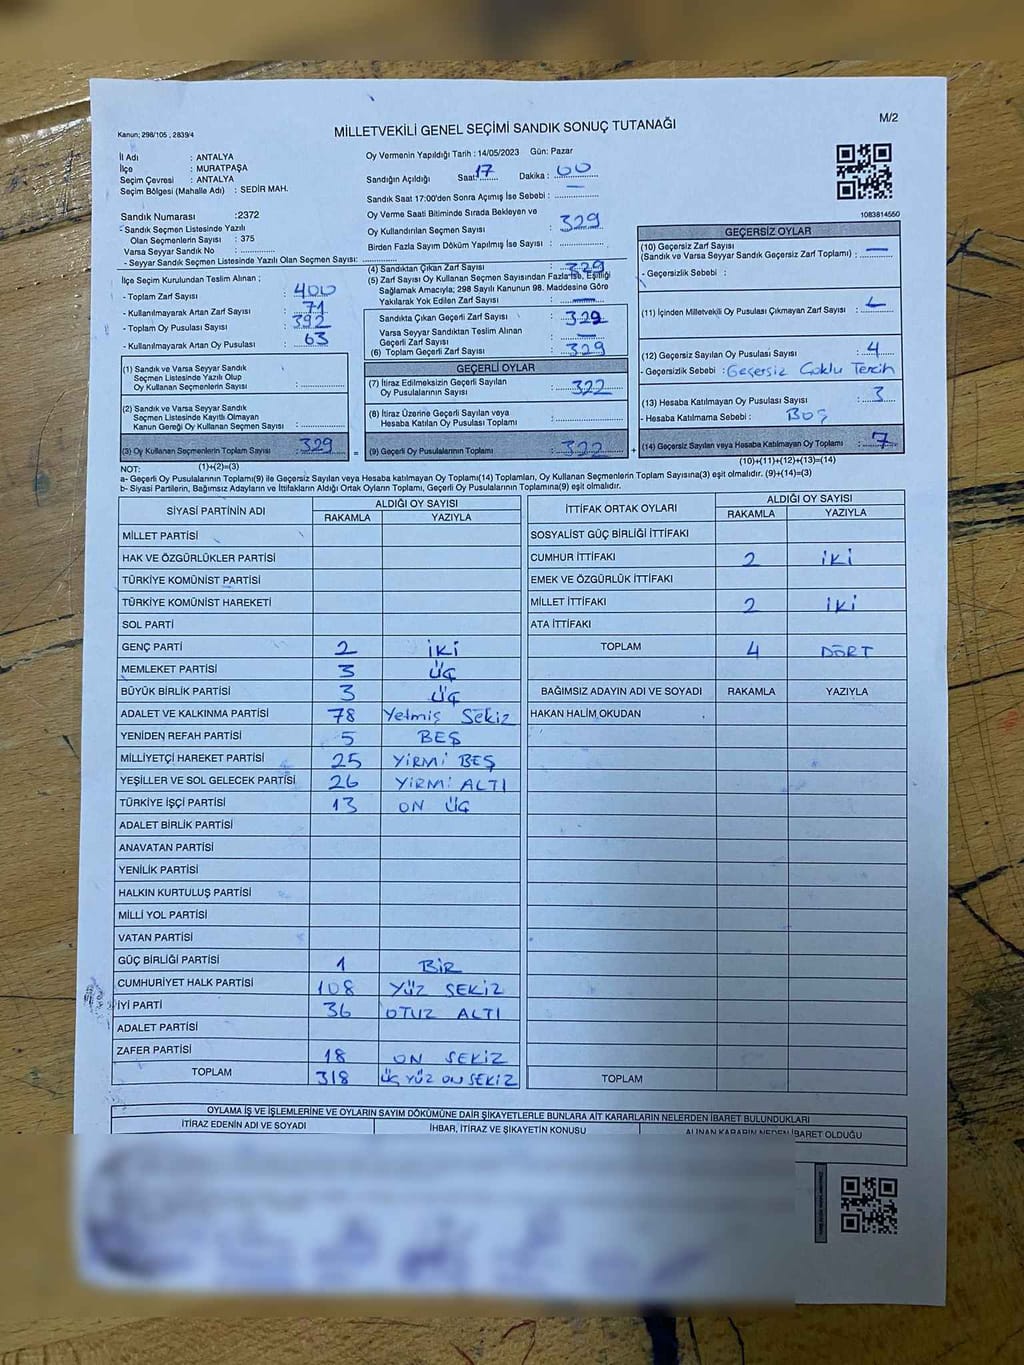 Kanun; 298/105 , 2839/4
MİLLETVEKİLİ GENEL SEÇİMİ SANDIK SONUÇ TUTANAĞI
M/2
İl Adı : ANTALYA
İlçe : MURATPAŞA
Seçim Çevresi : ANTALYA
Seçim Bölgesi (Mahalle Adı) : SEDİR MAH.
Sandık Numarası :2372
- Sandık Seçmen Listesinde Yazılı
Olan Seçmenlerin Sayısı : 375
Varsa Seyyar Sandık No :
- Seyyar Sandık Seçmen Listesinde Yazılı Olan Seçmen Sayısı:
Oy Vermenin Yapıldığı Tarih : 14/05/2023 Gün: Pazar
Sandığın Açıldığı Saat: 17 Dakika : 00
Sandık Saat 17:00'den Sonra Açımış İse Sebebi : —
Oy Verme Saati Bitiminde Sırada Bekleyen ve
Oy Kullandırılan Seçmen Sayısı : 329
Birden Fazla Sayım Döküm Yapılmış İse Sayısı :
1083814550
İlçe Seçim Kurulundan Teslim Alınan ;
- Toplam Zarf Sayısı : 400
- Kullanılmayarak Artan Zarf Sayısı : 71
- Toplam Oy Pusulası Sayısı : 392
- Kullanılmayarak Artan Oy Pusulası : 63
(4) Sandıktan Çıkan Zarf Sayısı : 329
(5) Zarf Sayısı Oy Kullanan Seçmen Sayısından Fazla İse, Eşitliği
Sağlamak Amacıyla; 298 Sayılı Kanunun 98. Maddesine Göre
Yakılarak Yok Edilen Zarf Sayısı : —
Sandıkta Çıkan Geçerli Zarf Sayısı : 329
Varsa Seyyar Sandıktan Teslim Alınan
Geçerli Zarf Sayısı : —
(6) Toplam Geçerli Zarf Sayısı : 329
GEÇERSİZ OYLAR
(10) Geçersiz Zarf Sayısı
(Sandık ve Varsa Seyyar Sandık Geçersiz Zarf Toplamı) : —
- Geçersizlik Sebebi :
(11) İçinden Milletvekili Oy Pusulası Çıkmayan Zarf Sayısı :
(12) Geçersiz Sayılan Oy Pusulası Sayısı : 4
- Geçersizlik Sebebi : Geçersiz Çoklu Tercih
(13) Hesaba Katılmayan Oy Pusulası Sayısı : 3
- Hesaba Katılmama Sebebi : BOŞ
(14) Geçersiz Sayılan veya Hesaba Katılmayan Oy Toplamı : 7
(10)+(11)+(12)+(13)=(14)
(1) Sandık ve Varsa Seyyar Sandık
Seçmen Listesinde Yazılı Olup
Oy Kullanan Seçmenlerin Sayısı :
(2) Sandık ve Varsa Seyyar Sandık
Seçmen Listesinde Kayıtlı Olmayan
Kanun Gereği Oy Kullanan Seçmen Sayısı :
(3) Oy Kullanan Seçmenlerin Toplam Sayısı : 329
(1)+(2)=(3)
GEÇERLİ OYLAR
(7) İtiraz Edilmeksizin Geçerli Sayılan
Oy Pusulalarının Sayısı : 322
(8) İtiraz Üzerine Geçerli Sayılan veya
Hesaba Katılan Oy Pusulası Toplamı :
= (9) Geçerli Oy Pusulalarının Toplamı : 322 +
NOT:
a- Geçerli Oy Pusulalarının Toplamı(9) ile Geçersiz Sayılan veya Hesaba katılmayan Oy Toplamı(14) Toplamları, Oy Kullanan Seçmenlerin Toplam Sayısına(3) eşit olmalıdır. (9)+(14)=(3)
b- Siyasi Partilerin, Bağımsız Adayların ve İttifakların Aldığı Ortak Oyların Toplamı, Geçerli Oy Pusulalarının Toplamına(9) eşit olmalıdır.
SİYASİ PARTİNİN ADI ALDIĞI OY SAYISI
RAKAMLA YAZIYLA
MİLLET PARTİSİ
HAK VE ÖZGÜRLÜKLER PARTİSİ
TÜRKİYE KOMÜNİST PARTİSİ
TÜRKİYE KOMÜNİST HAREKETİ
SOL PARTİ
GENÇ PARTİ 2 İKİ
MEMLEKET PARTİSİ 3 ÜÇ
BÜYÜK BİRLİK PARTİSİ 3 ÜÇ
ADALET VE KALKINMA PARTİSİ 78 Yetmiş Sekiz
YENİDEN REFAH PARTİSİ 5 BEŞ
MİLLİYETÇİ HAREKET PARTİSİ 25 YİRMİ BEŞ
YEŞİLLER VE SOL GELECEK PARTİSİ 26 YİRMİ ALTI
TÜRKİYE İŞÇİ PARTİSİ 13 ON ÜÇ
ADALET BİRLİK PARTİSİ
ANAVATAN PARTİSİ
YENİLİK PARTİSİ
HALKIN KURTULUŞ PARTİSİ
MİLLİ YOL PARTİSİ
VATAN PARTİSİ
GÜÇ BİRLİĞİ PARTİSİ 1 BİR
CUMHURİYET HALK PARTİSİ 108 YÜZ SEKİZ
İYİ PARTİ 36 OTUZ ALTI
ADALET PARTİSİ
ZAFER PARTİSİ 18 ON SEKİZ
TOPLAM 318 ÜÇ YÜZ ON SEKİZ
İTTİFAK ORTAK OYLARI ALDIĞI OY SAYISI
RAKAMLA YAZIYLA
SOSYALİST GÜÇ BİRLİĞİ İTTİFAKI
CUMHUR İTTİFAKI 2 İKİ
EMEK VE ÖZGÜRLÜK İTTİFAKI
MİLLET İTTİFAKI 2 İKİ
ATA İTTİFAKI
TOPLAM 4 DÖRT
BAĞIMSIZ ADAYIN ADI VE SOYADI RAKAMLA YAZIYLA
HAKAN HALİM OKUDAN
TOPLAM
OYLAMA İŞ VE İŞLEMLERİNE VE OYLARIN SAYIM DÖKÜMÜNE DAİR ŞİKAYETLERLE BUNLARA AİT KARARLARIN NELERDEN İBARET BULUNDUKLARI
İTİRAZ EDENİN ADI VE SOYADI İHBAR, İTİRAZ VE ŞİKAYETİN KONUSU ALINAN KARARIN NEDEN İBARET OLDUĞU